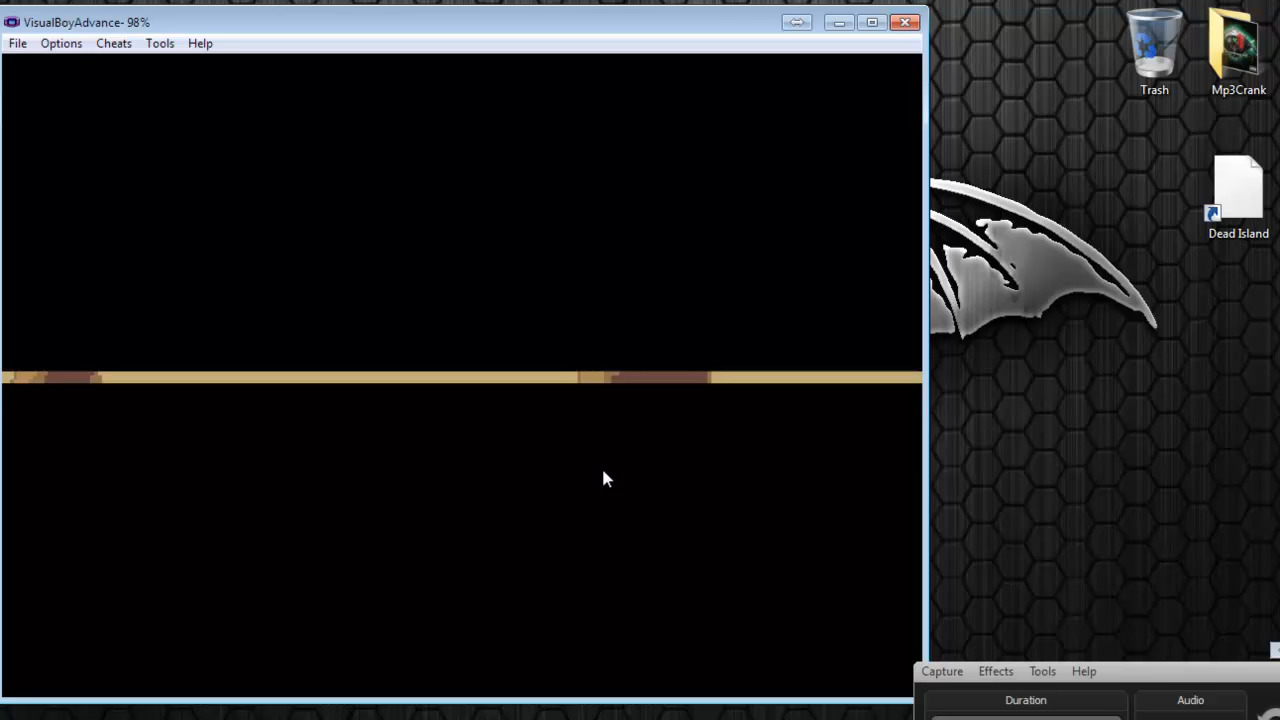 VisualBoyAdvance- 98%
File Options Cheats Tools Help
Trash
Mp3Crank
Dead Island
Capture Effects Tools Help
Duration
Audio